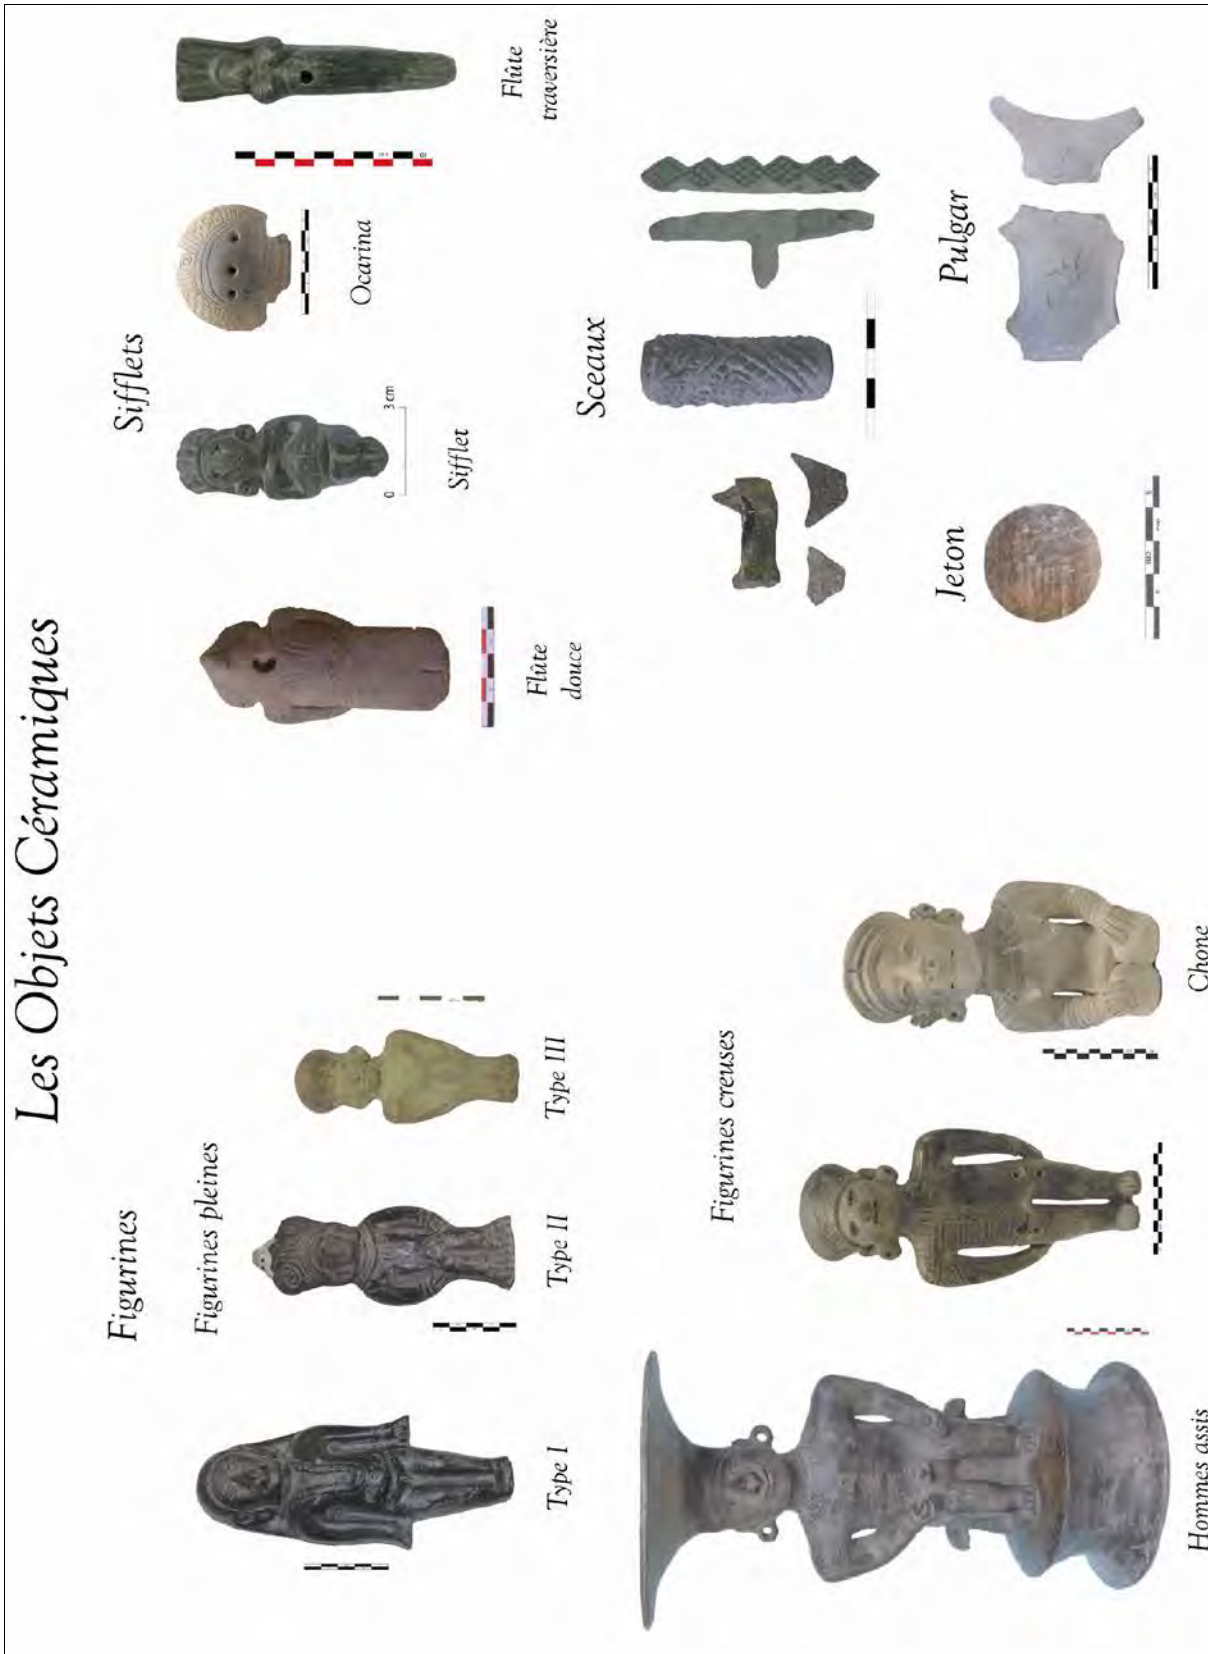 Les Objets Céramiques
Figurines
Figurines pleines
Type I
Type II
Type III
Sifflets
Flûte
douce
Sifflet
0
3 cm
Ocarina
Flûte
traversière
Figurines creuses
Hommes assis
Chone
Sceaux
Jeton
Pulgar